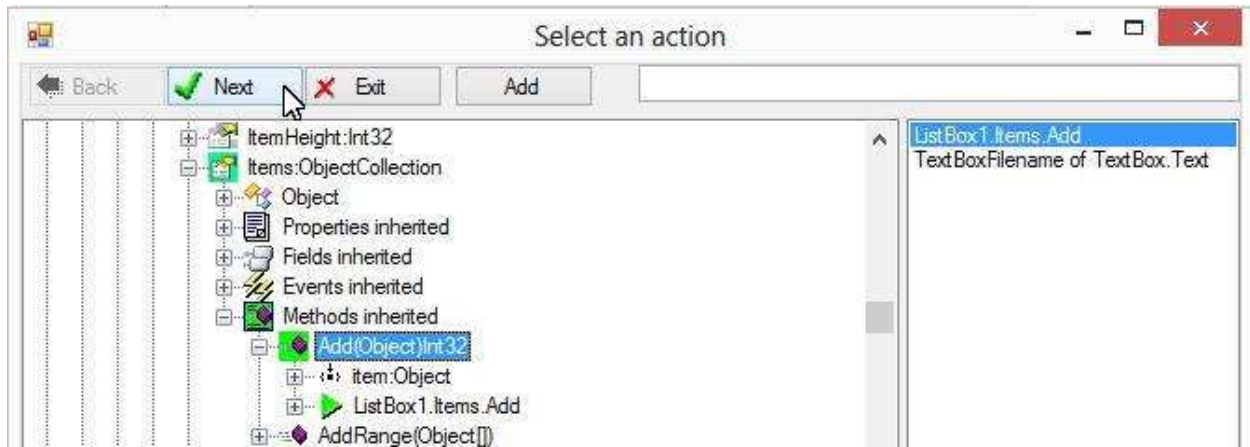 Select an action
Back Next Exit Add
ItemHeight:Int32
Items:ObjectCollection
Object
Properties inherited
Fields inherited
Events inherited
Methods inherited
Add(Object)Int32
item:Object
ListBox1.Items.Add
AddRange(Object[])
ListBox1.Items.Add
TextBoxFilename of TextBox.Text